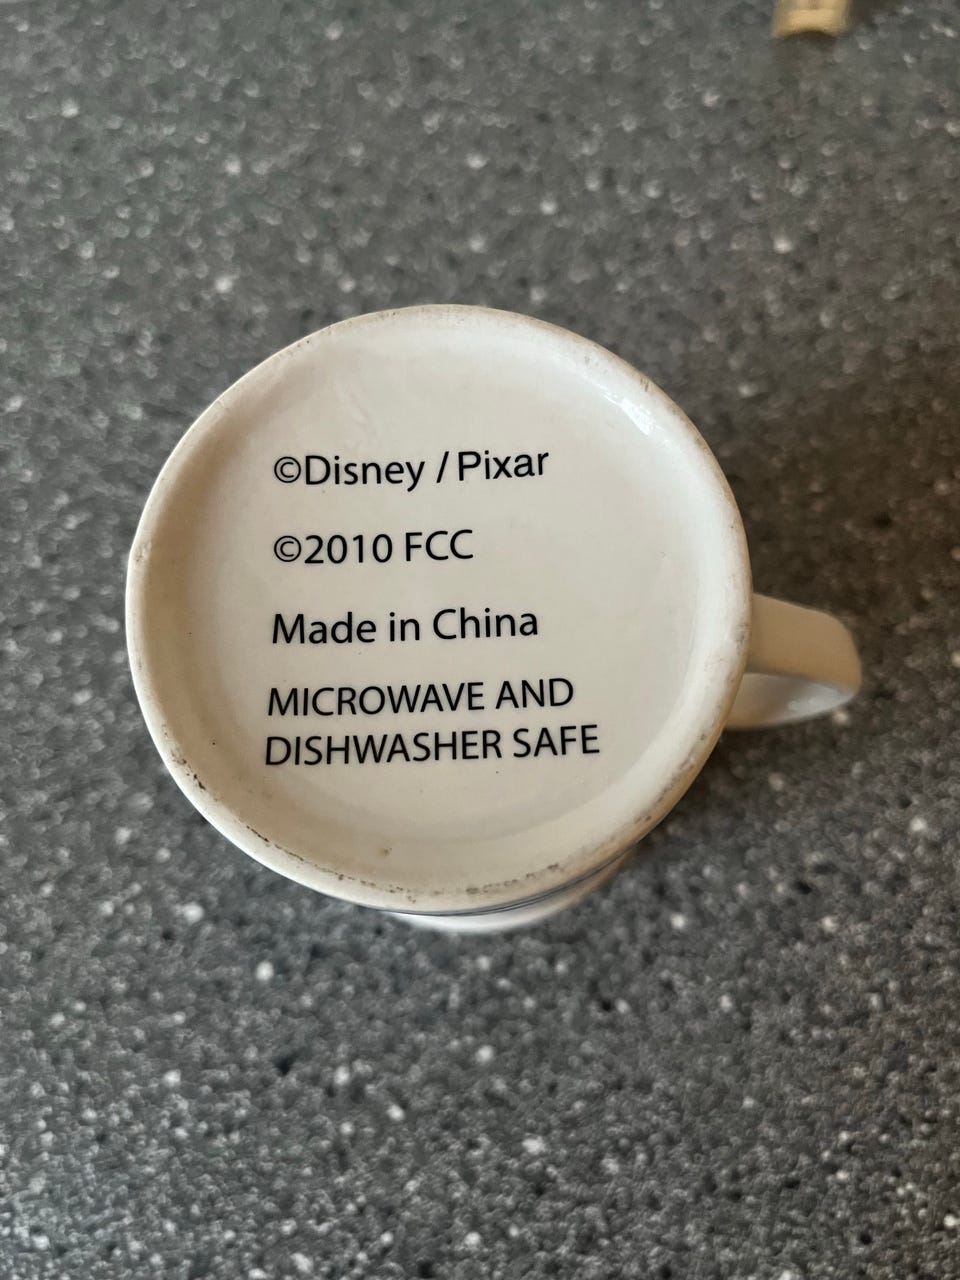 ©Disney / Pixar
©2010 FCC
Made in China
MICROWAVE AND
DISHWASHER SAFE